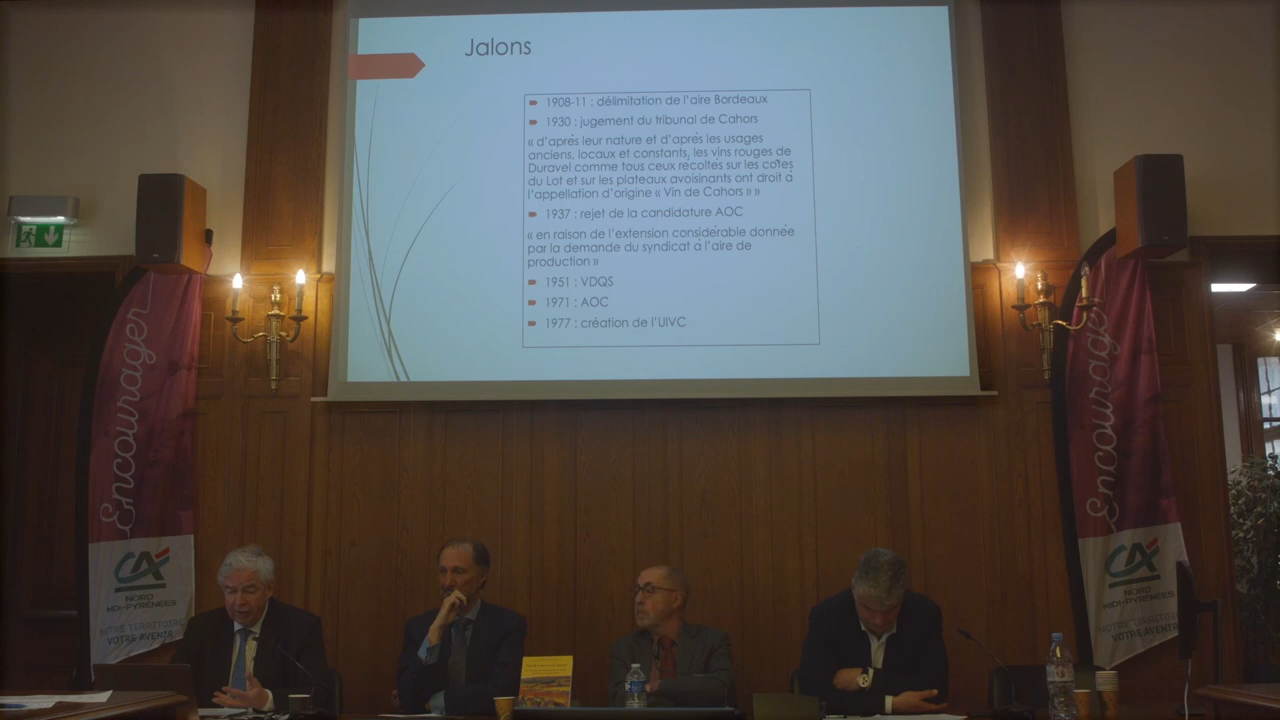 Jalons
1908-11 : délimitation de l'aire Bordeaux
1930 : jugement du tribunal de Cahors
« d'après leur nature et d'après les usages
anciens, locaux et constants, les vins rouges de
Duravel comme tous ceux récoltés sur les côtes
du Lot et sur les plateaux avoisinants ont droit à
l'appellation d'origine « Vin de Cahors » »
1937 : rejet de la candidature AOC
« en raison de l'extension considérable donnée
par la demande du syndicat à l'aire de
production »
1951 : VDQS
1971 : AOC
1977 : création de l'UIVC
Encourager
CA
NORD
MIDI-PYRÉNÉES
NOTRE TERRITOIRE
VOTRE AVENIR
Encourager
CA
NORD
MIDI-PYRÉNÉES
NOTRE TERRITOIRE
VOTRE AVENIR